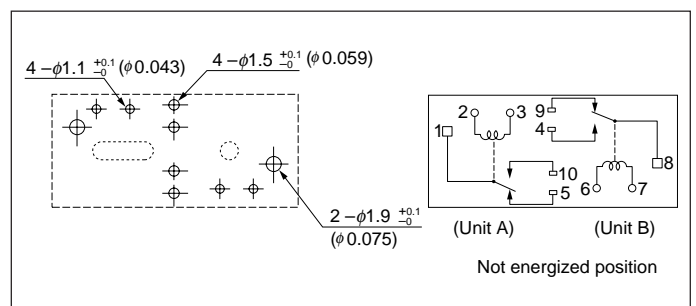 4 –ϕ1.1 +0.1 –0 (ϕ0.043)
4 –ϕ1.5 +0.1 –0 (ϕ0.059)
2 –ϕ1.9 +0.1 –0
(ϕ0.075)
2 3 9
1 4
8
10
5 6 7
(Unit A) (Unit B)
Not energized position